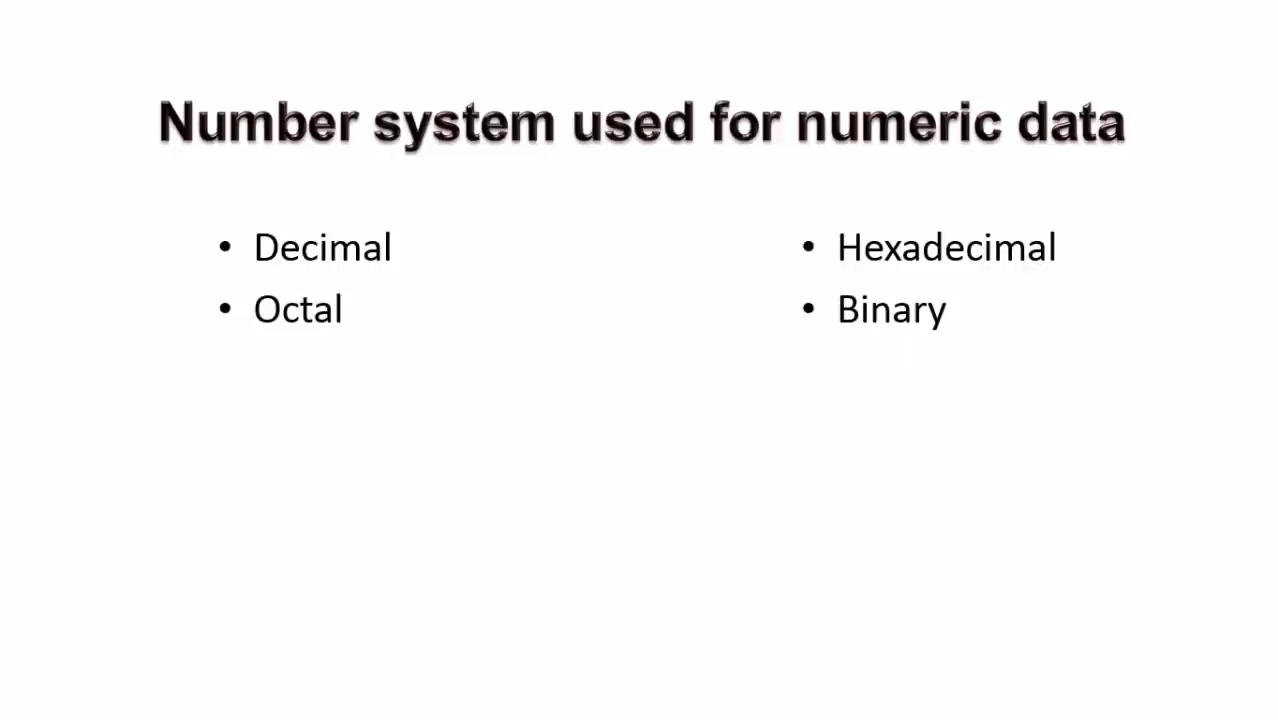 Number system used for numeric data
• Decimal
• Octal
• Hexadecimal
• Binary